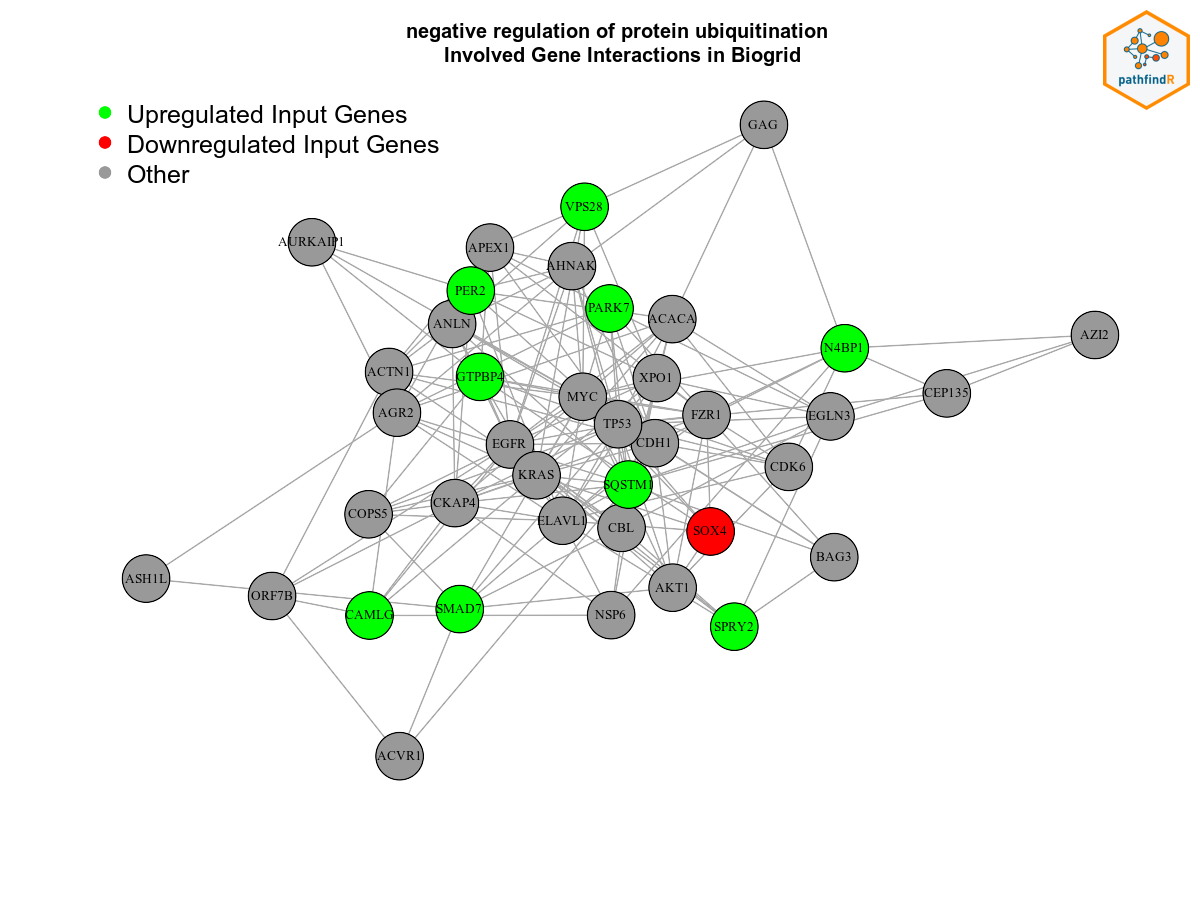 negative regulation of protein ubiquitination
Involved Gene Interactions in Biogrid
pathfindR
Upregulated Input Genes
Downregulated Input Genes
Other
GAG
VPS28
AURKAIP1
APEX1
AHNAK
PER2
PARK7
ACACA
ANLN
AZI2
N4BP1
ACTN1
GTPBP4
XPO1
CEP135
MYC
AGR2
FZR1
EGLN3
TP53
EGFR
CDH1
CDK6
KRAS
SQSTM1
CKAP4
COPS5
ELAVL1
CBL
SOX4
BAG3
ASH1L
ORF7B
AKT1
CAMLG
SMAD7
NSP6
SPRY2
ACVR1